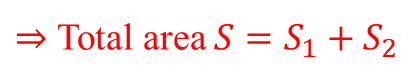 ⇒ Total area S = S₁ + S₂